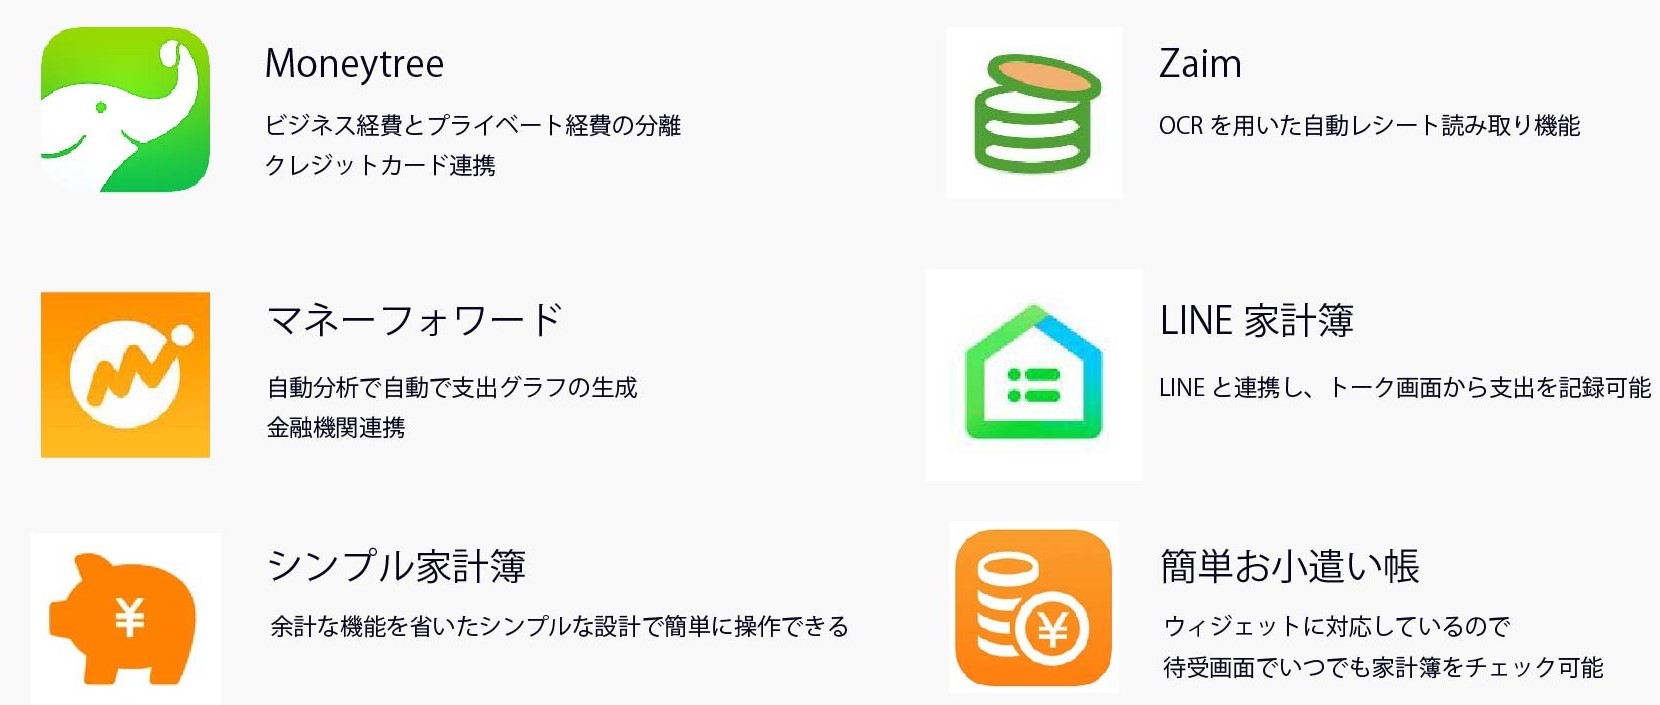 Moneytree
ビジネス経費とプライベート経費の分離
クレジットカード連携
Zaim
OCR を用いた自動レシート読み取り機能
マネーフォワード
自動分析で自動で支出グラフの生成
金融機関連携
LINE 家計簿
LINE と連携し、トーク画面から支出を記録可能
シンプル家計簿
余計な機能を省いたシンプルな設計で簡単に操作できる
¥
簡単お小遣い帳
ウィジェットに対応しているので
待受画面でいつでも家計簿をチェック可能
¥